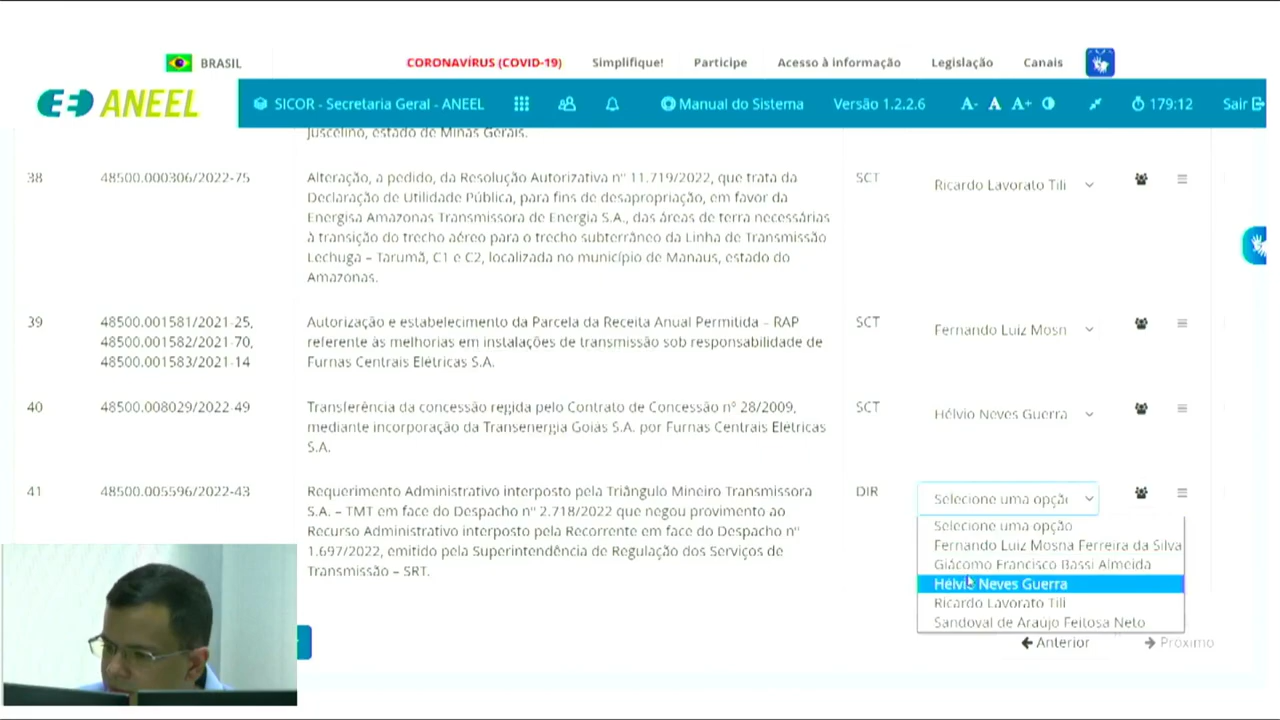 BRASIL
CORONAVÍRUS (COVID-19)
Simplifique!
Participe
Acesso à informação
Legislação
Canais
ANEEL
SICOR - Secretaria Geral - ANEEL
Manual do Sistema
Versão 1.2.2.6
A- A A+
179:12
Sair
Juscelino, estado de Minas Gerais.
38
48500.000306/2022-75
Alteração, a pedido, da Resolução Autorizativa nº 11.719/2022, que trata da
Declaração de Utilidade Pública, para fins de desapropriação, em favor da
Energisa Amazonas Transmissora de Energia S.A., das áreas de terra necessárias
à transição do trecho aéreo para o trecho subterrâneo da Linha de Transmissão
Lechuga – Tarumã, C1 e C2, localizada no município de Manaus, estado do
Amazonas.
SCT
Ricardo Lavorato Tili
39
48500.001581/2021-25,
48500.001582/2021-70,
48500.001583/2021-14
Autorização e estabelecimento da Parcela da Receita Anual Permitida – RAP
referente às melhorias em instalações de transmissão sob responsabilidade de
Furnas Centrais Elétricas S.A.
SCT
Fernando Luiz Mosn
40
48500.008029/2022-49
Transferência da concessão regida pelo Contrato de Concessão nº 28/2009,
mediante incorporação da Transenergia Goiás S.A. por Furnas Centrais Elétricas
S.A.
SCT
Hélvio Neves Guerra
41
48500.005596/2022-43
Requerimento Administrativo interposto pela Triângulo Mineiro Transmissora
S.A. – TMT em face do Despacho nº 2.718/2022 que negou provimento ao
Recurso Administrativo interposto pela Recorrente em face do Despacho nº
1.697/2022, emitido pela Superintendência de Regulação dos Serviços de
Transmissão – SRT.
DIR
Selecione uma opçã
Selecione uma opção
Fernando Luiz Mosna Ferreira da Silva
Giácomo Francisco Bassi Almeida
Hélvio Neves Guerra
Ricardo Lavorato Tili
Sandoval de Araujo Feitosa Neto
Anterior
Próximo